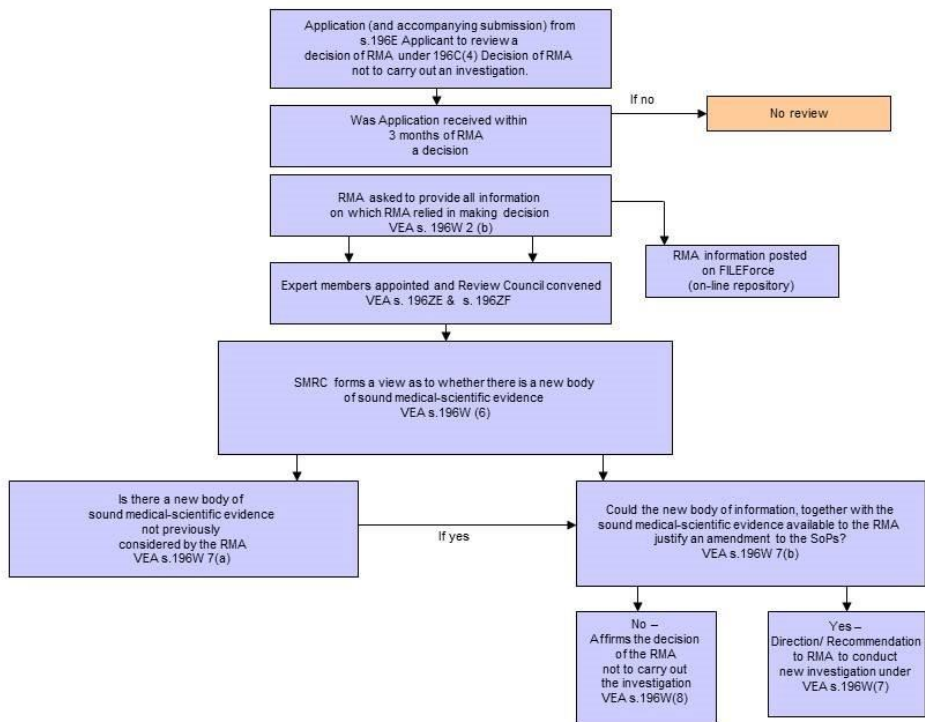 Application (and accompanying submission) from
s.196E Applicant to review a
decision of RMA under 196C(4) Decision of RMA
not to carry out an investigation.
If no
No review
Was Application received within
3 months of RMA
a decision
RMA asked to provide all information
on which RMA relied in making decision
VEA s. 196W 2 (b)
RMA information posted
on FILEForce
(on-line repository)
Expert members appointed and Review Council convened
VEA s. 196ZE & s. 196ZF
SMRC forms a view as to whether there is a new body
of sound medical-scientific evidence
VEA s.196W (6)
Is there a new body of
sound medical-scientific evidence
not previously
considered by the RMA
VEA s.196W 7(a)
If yes
Could the new body of information, together with the
sound medical-scientific evidence available to the RMA
justify an amendment to the SoPs?
VEA s.196W 7(b)
No –
Affirms the decision
of the RMA
not to carry out
the investigation
VEA s.196W(8)
Yes –
Direction/ Recommendation
to RMA to conduct
new investigation under
VEA s.196W(7)